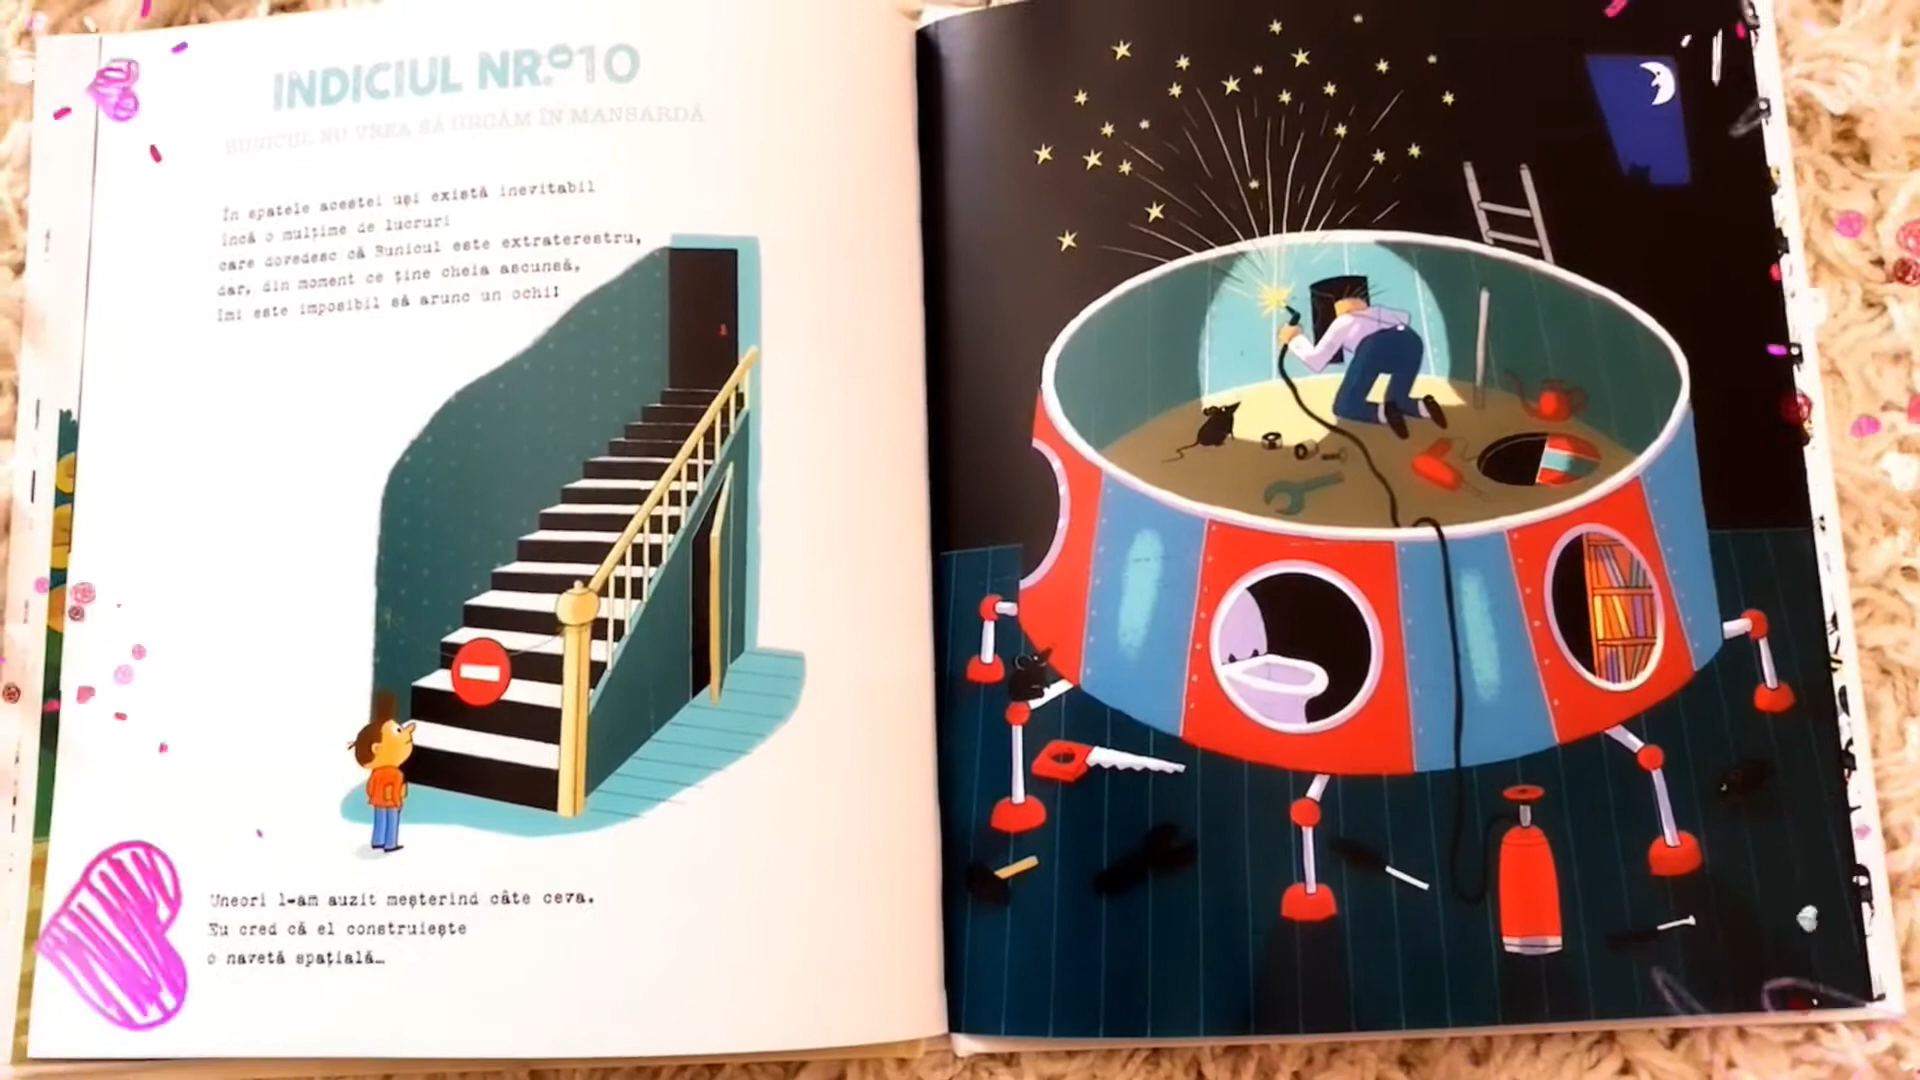 INDICIUL NR.º10
BUNICUL NU VREA SĂ URCĂM ÎN MANSARDĂ
În spatele acestei uși există inevitabil
încă o mulțime de lucruri
care dovedesc că Bunicul este extraterestru,
dar, din moment ce ține cheia ascunsă,
îmi este imposibil să arunc un ochi!
Uneori l-am auzit meșterind câte ceva.
Eu cred că el construiește
o navetă spațială…